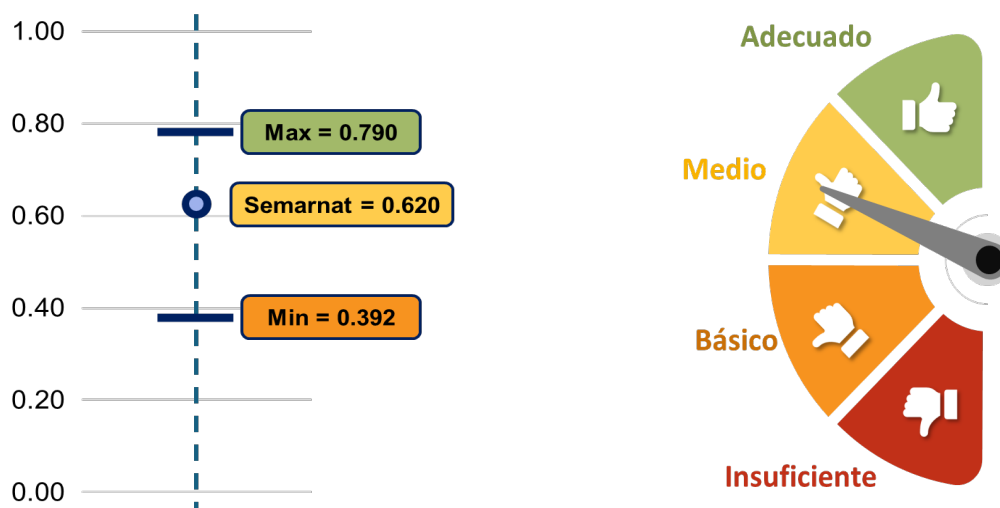 1.00
0.80
0.60
0.40
0.20
0.00
Max = 0.790
Semarnat = 0.620
Min = 0.392
Adecuado
Medio
Básico
Insuficiente